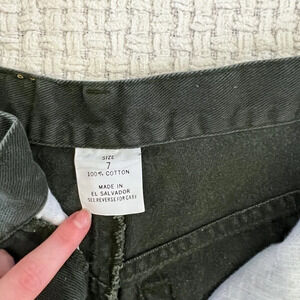 SIZE
7
100% COTTON
MADE IN
EL SALVADOR
SEE REVERSE FOR CARE